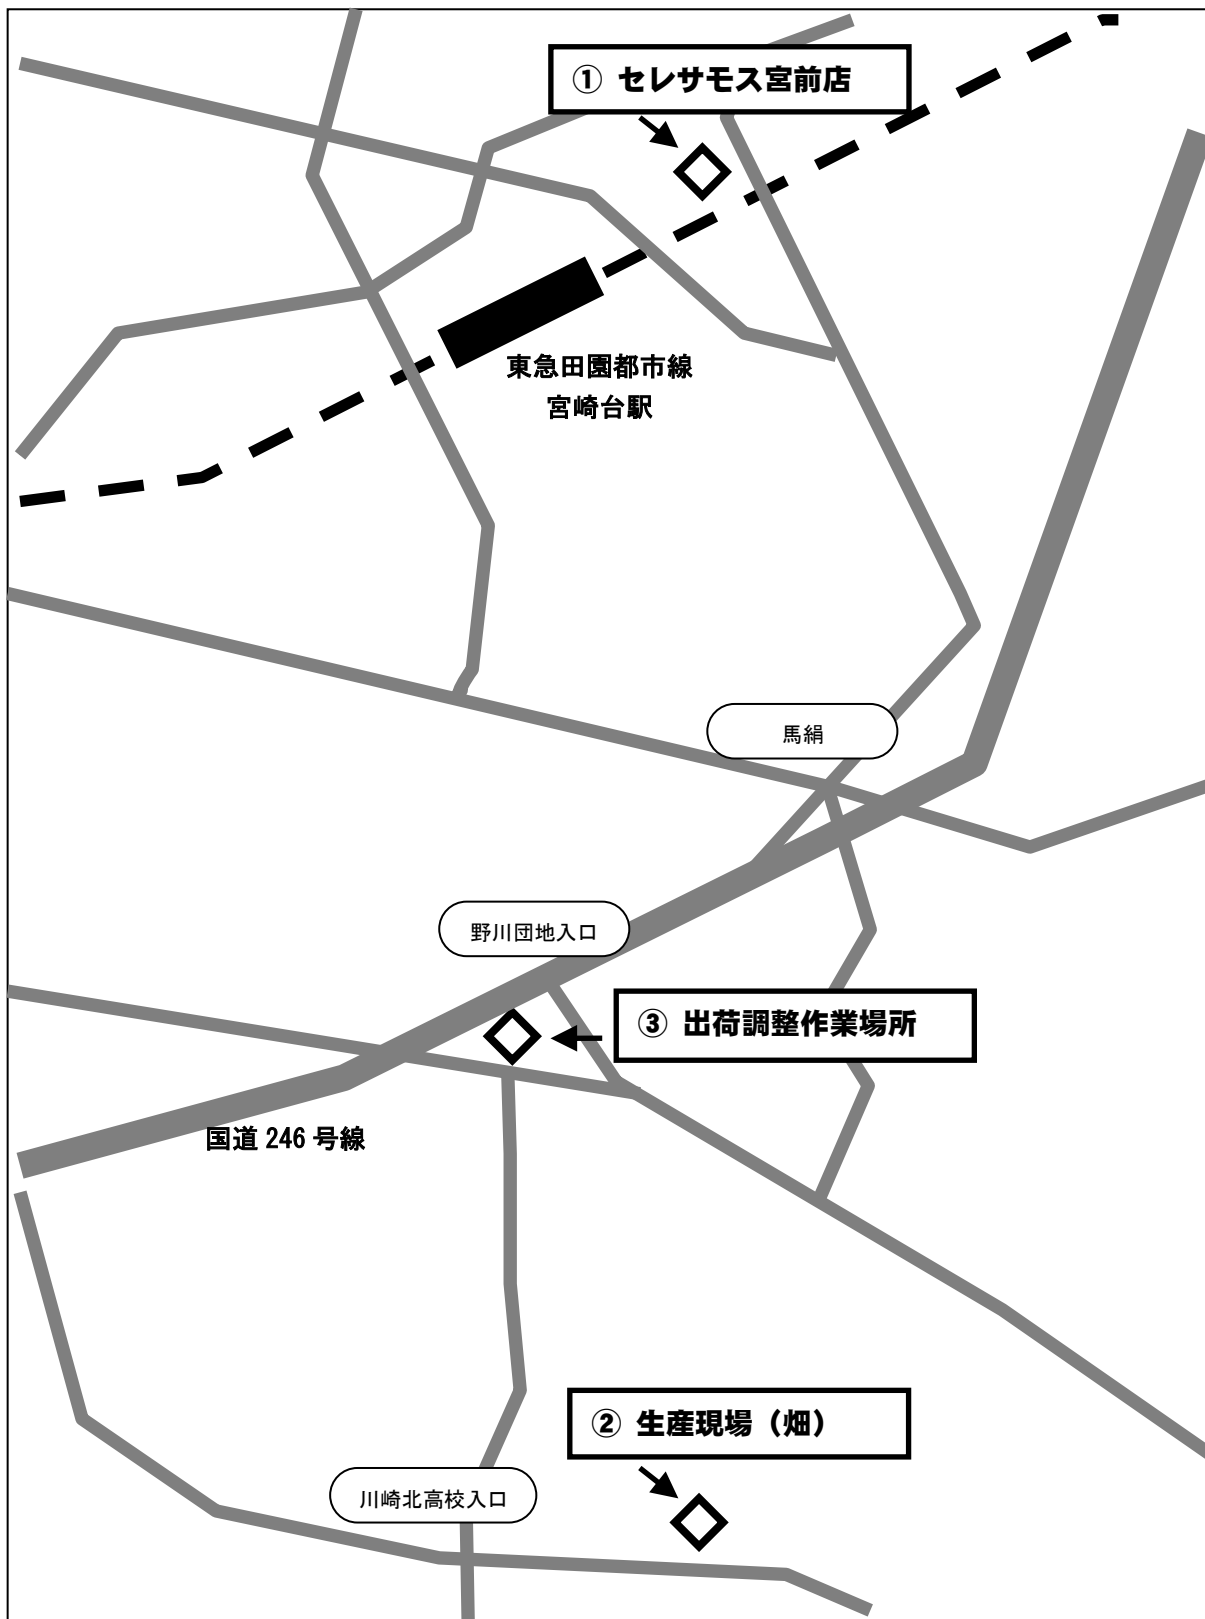 ① セレサモス宮前店
東急田園都市線
宮崎台駅
馬絹
野川団地入口
③ 出荷調整作業場所
国道 246 号線
② 生産現場（畑）
川崎北高校入口